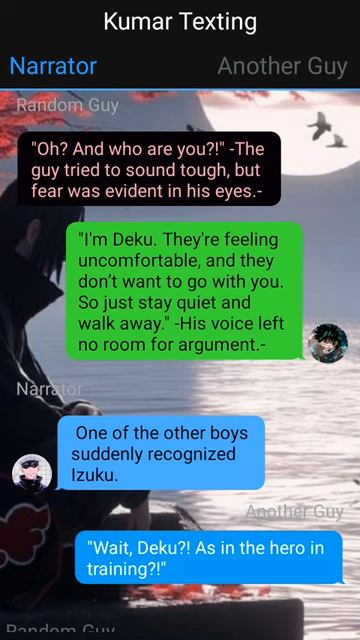 Kumar Texting
Narrator
Another Guy
Random Guy
"Oh? And who are you?!" -The
guy tried to sound tough, but
fear was evident in his eyes.-
"I'm Deku. They're feeling
uncomfortable, and they
don’t want to go with you.
So just stay quiet and
walk away." -His voice left
no room for argument.-
Narrator
One of the other boys
suddenly recognized
Izuku.
Another Guy
"Wait, Deku?! As in the hero in
training?!"
Random Guy